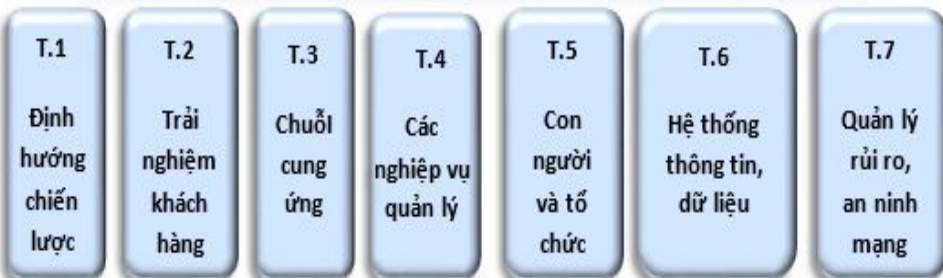 T.1
Định
hướng
chiến
lược
T.2
Trải
nghiệm
khách
hàng
T.3
ChuỗI
cung
ứng
T.4
Các
nghiệp vụ
quản lý
T.5
Con
người
và tổ
chức
T.6
Hệ thống
thông tin,
dữ liệu
T.7
Quản lý
rủi ro,
an ninh
mạng